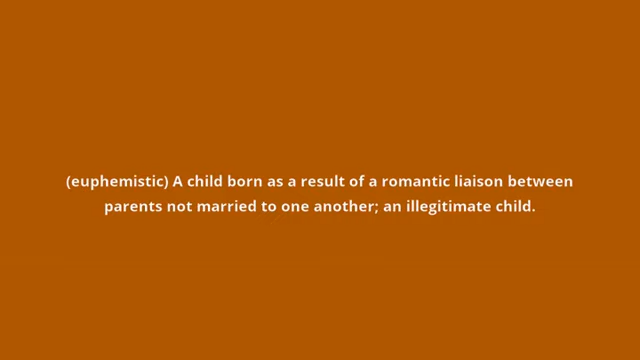 (euphemistic) A child born as a result of a romantic liaison between
parents not married to one another; an illegitimate child.